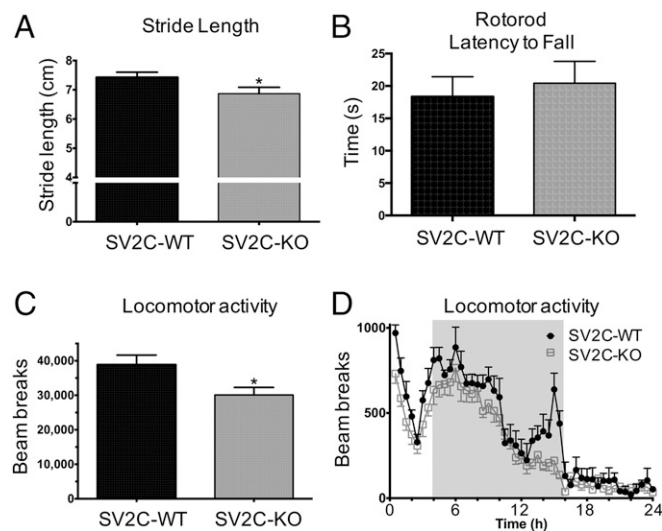 A
Stride Length
Stride length (cm)
8
7
6
5
4
0
*
SV2C-WT
SV2C-KO
B
Rotorod
Latency to Fall
Time (s)
25
20
15
10
5
0
SV2C-WT
SV2C-KO
C
Locomotor activity
Beam breaks
40,000
30,000
20,000
10,000
0
*
SV2C-WT
SV2C-KO
D
Locomotor activity
Beam breaks
1000
500
0
SV2C-WT
SV2C-KO
0
6
12
18
24
Time (h)